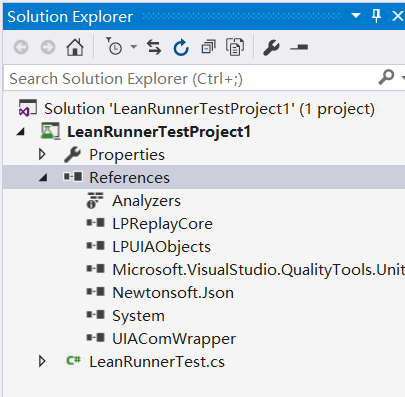 Solution Explorer
Search Solution Explorer (Ctrl+;)
Solution 'LeanRunnerTestProject1' (1 project)
LeanRunnerTestProject1
Properties
References
Analyzers
LPReplayCore
LPUIAObjects
Microsoft.VisualStudio.QualityTools.Unit
Newtonsoft.Json
System
UIAComWrapper
C# LeanRunnerTest.cs